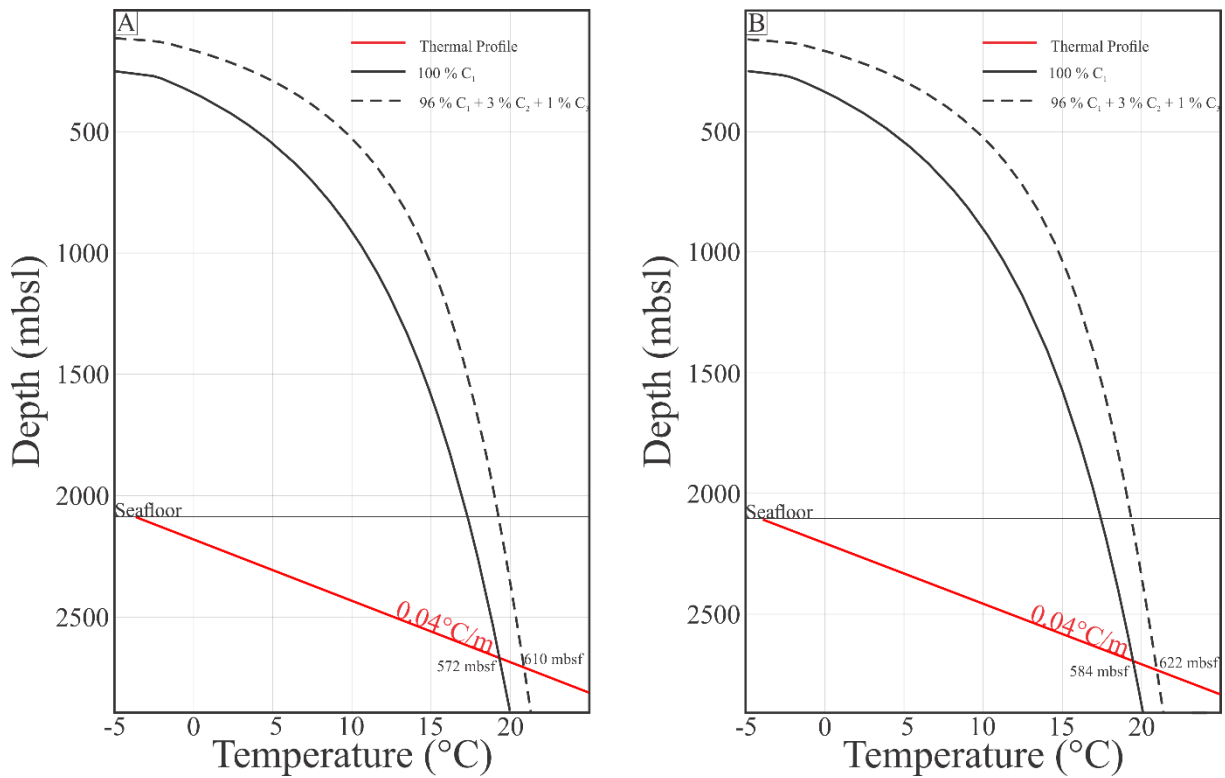 A
Thermal Profile
100 % C₁
96 % C₁ + 3 % C₂ + 1 % C₃
500
1000
1500
2000
2500
Depth (mbsl)
Seafloor
0.04°C/m
572 mbsf
610 mbsf
-5
0
5
10
15
20
Temperature (°C)
B
Thermal Profile
100 % C₁
96 % C₁ + 3 % C₂ + 1 % C₃
500
1000
1500
2000
2500
Depth (mbsl)
Seafloor
0.04°C/m
584 mbsf
622 mbsf
-5
0
5
10
15
20
Temperature (°C)